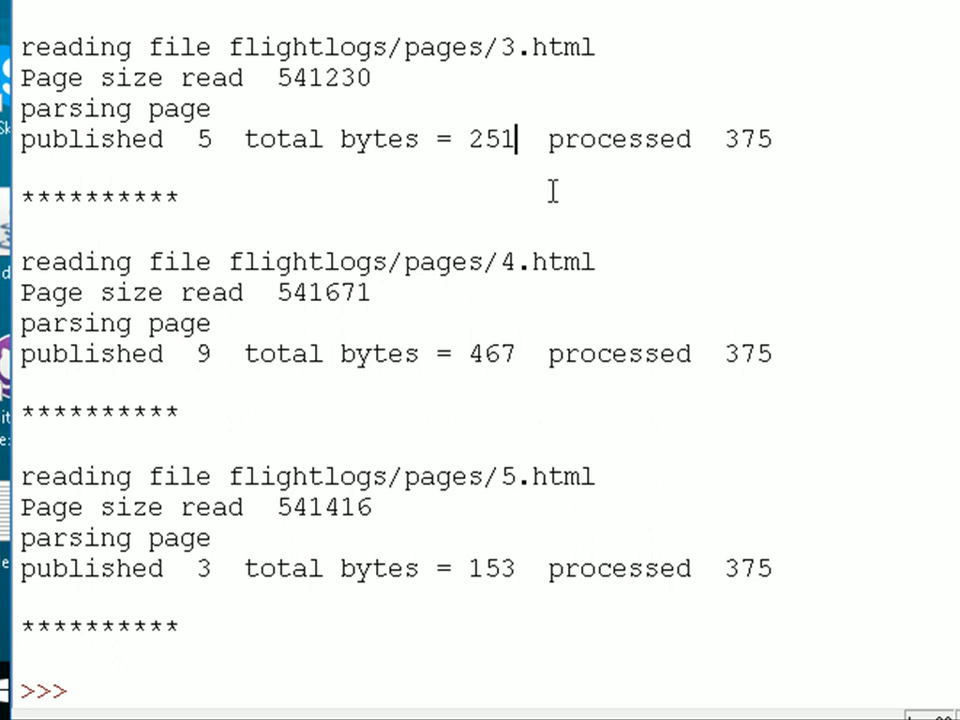 reading file flightlogs/pages/3.html
Page size read  541230
parsing page
published  5  total bytes = 251  processed  375
**********
reading file flightlogs/pages/4.html
Page size read  541671
parsing page
published  9  total bytes = 467  processed  375
**********
reading file flightlogs/pages/5.html
Page size read  541416
parsing page
published  3  total bytes = 153  processed  375
**********
>>>